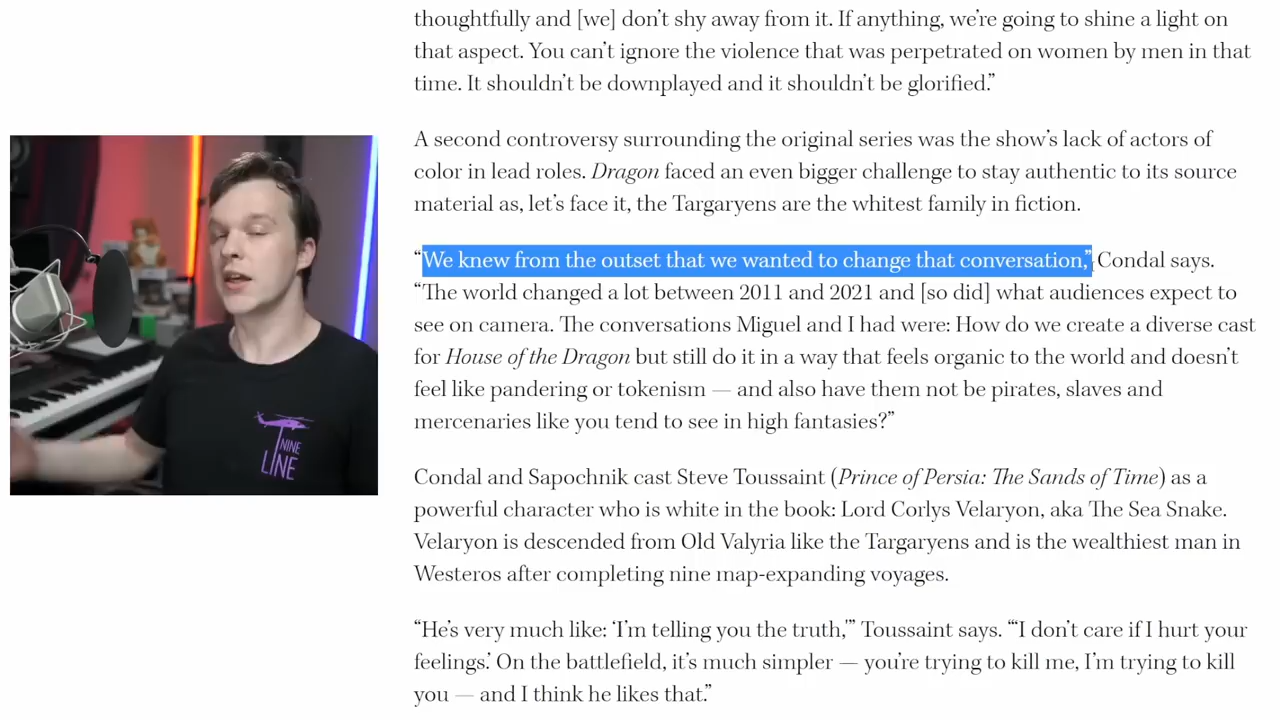 thoughtfully and [we] don’t shy away from it. If anything, we’re going to shine a light on
that aspect. You can’t ignore the violence that was perpetrated on women by men in that
time. It shouldn’t be downplayed and it shouldn’t be glorified.”
A second controversy surrounding the original series was the show’s lack of actors of
color in lead roles. Dragon faced an even bigger challenge to stay authentic to its source
material as, let’s face it, the Targaryens are the whitest family in fiction.
“We knew from the outset that we wanted to change that conversation,” Condal says.
“The world changed a lot between 2011 and 2021 and [so did] what audiences expect to
see on camera. The conversations Miguel and I had were: How do we create a diverse cast
for House of the Dragon but still do it in a way that feels organic to the world and doesn’t
feel like pandering or tokenism — and also have them not be pirates, slaves and
mercenaries like you tend to see in high fantasies?”
Condal and Sapochnik cast Steve Toussaint (Prince of Persia: The Sands of Time) as a
powerful character who is white in the book: Lord Corlys Velaryon, aka The Sea Snake.
Velaryon is descended from Old Valyria like the Targaryens and is the wealthiest man in
Westeros after completing nine map-expanding voyages.
“He’s very much like: ‘I’m telling you the truth,’” Toussaint says. “‘I don’t care if I hurt your
feelings.’ On the battlefield, it’s much simpler — you’re trying to kill me, I’m trying to kill
you — and I think he likes that.”
NINE
LINE